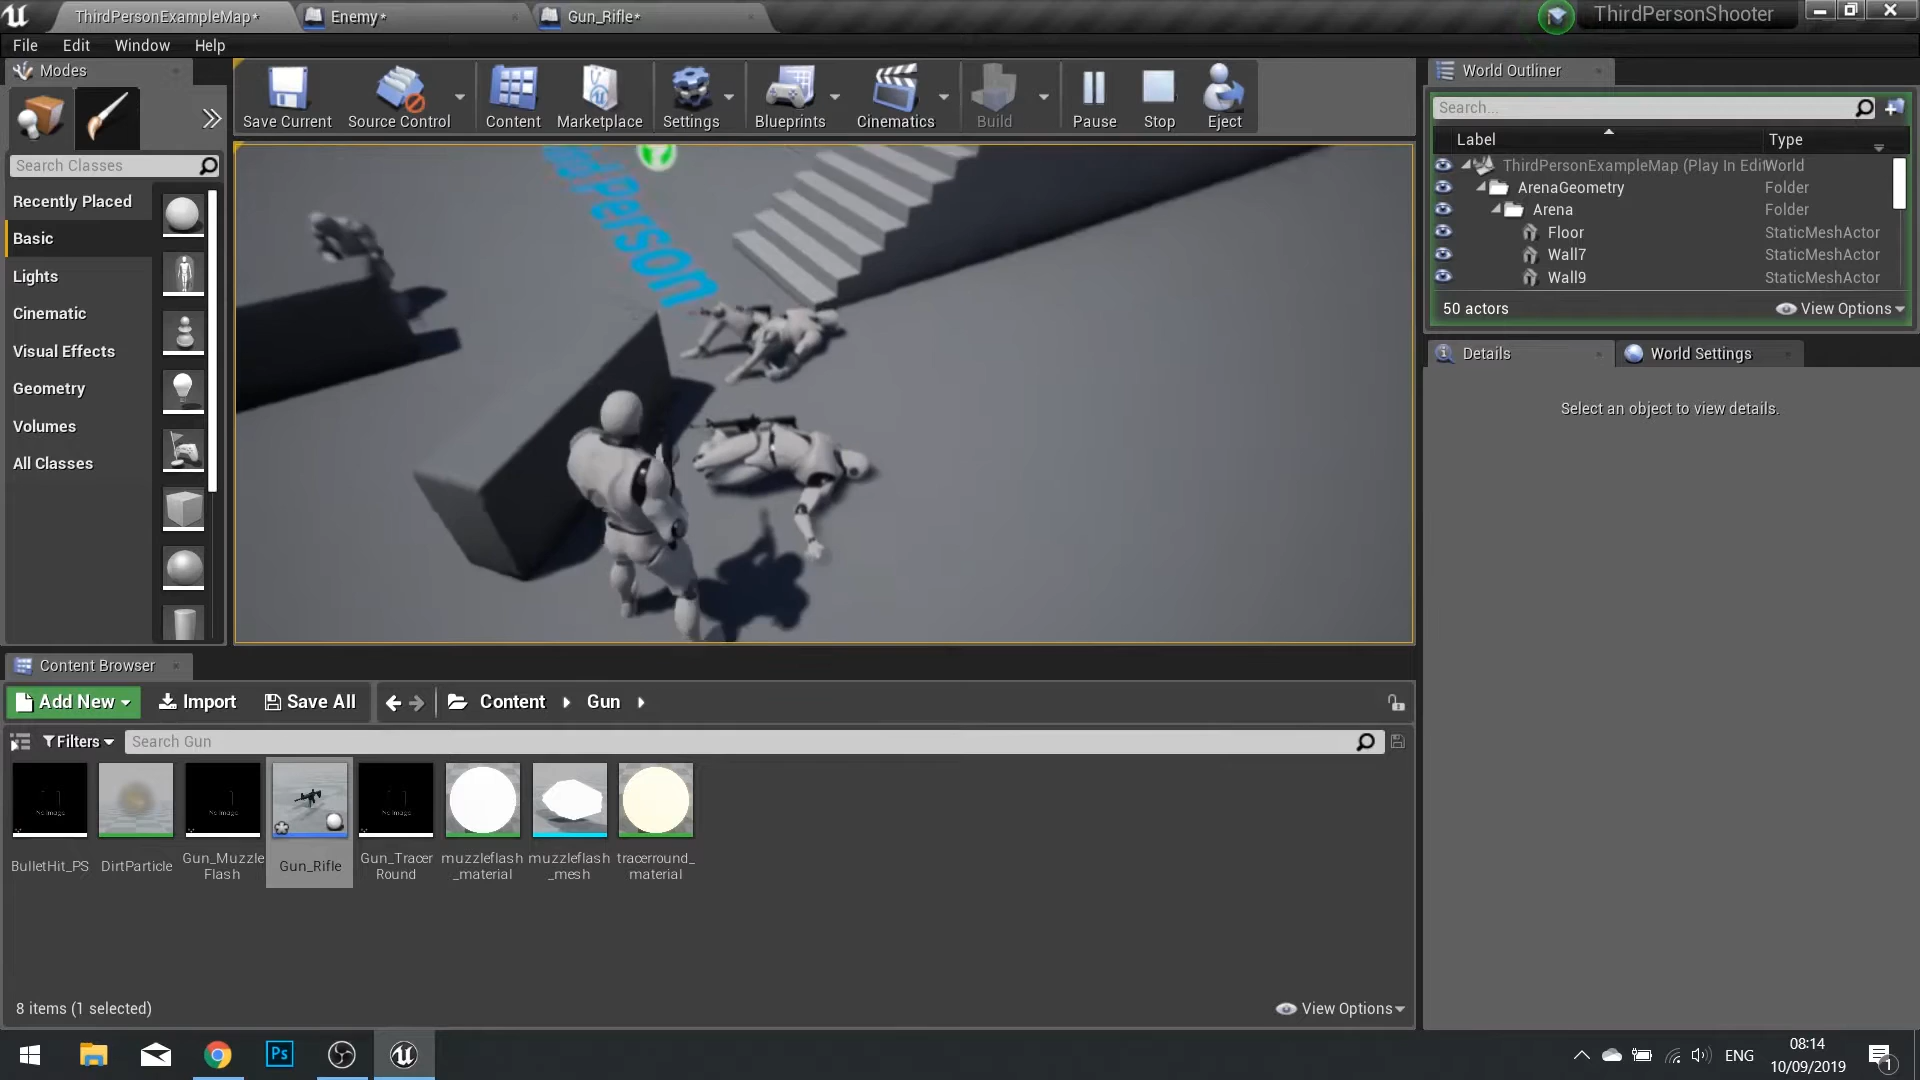 ThirdPersonExampleMap*
Enemy*
Gun_Rifle*
ThirdPersonShooter
File Edit Window Help
Modes
Save Current
Source Control
Content
Marketplace
Settings
Blueprints
Cinematics
Build
Pause
Stop
Eject
Search Classes
Recently Placed
Basic
Lights
Cinematic
Visual Effects
Geometry
Volumes
All Classes
Person
World Outliner
Search...
Label Type
ThirdPersonExampleMap (Play In Edi World
ArenaGeometry Folder
Arena Folder
Floor StaticMeshActor
Wall7 StaticMeshActor
Wall9 StaticMeshActor
50 actors View Options
Details World Settings
Select an object to view details.
Content Browser
Add New Import Save All Content Gun
Filters Search Gun
BulletHit_PS
DirtParticle
Gun_Muzzle
Flash
Gun_Rifle
Gun_Tracer
Round
muzzleflash
_material
muzzleflash
_mesh
tracerround_
material
8 items (1 selected)
View Options
Ps
ENG
08:14
10/09/2019
1